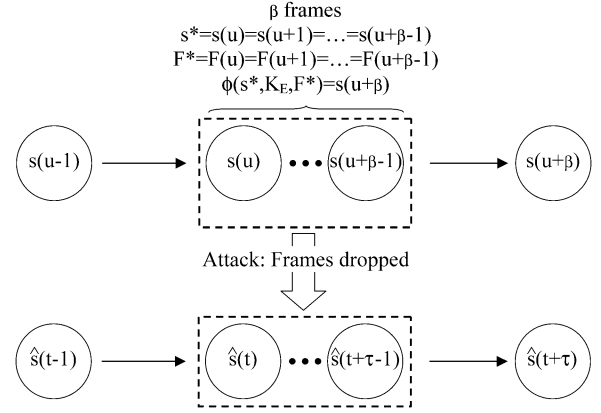 β frames
s*=s(u)=s(u+1)=…=s(u+β-1)
F*=F(u)=F(u+1)=…=F(u+β-1)
ϕ(s*,K_E,F*)=s(u+β)
s(u-1) s(u) ••• s(u+β-1) s(u+β)
Attack: Frames dropped
ŝ(t-1) ŝ(t) ••• ŝ(t+τ-1) ŝ(t+τ)